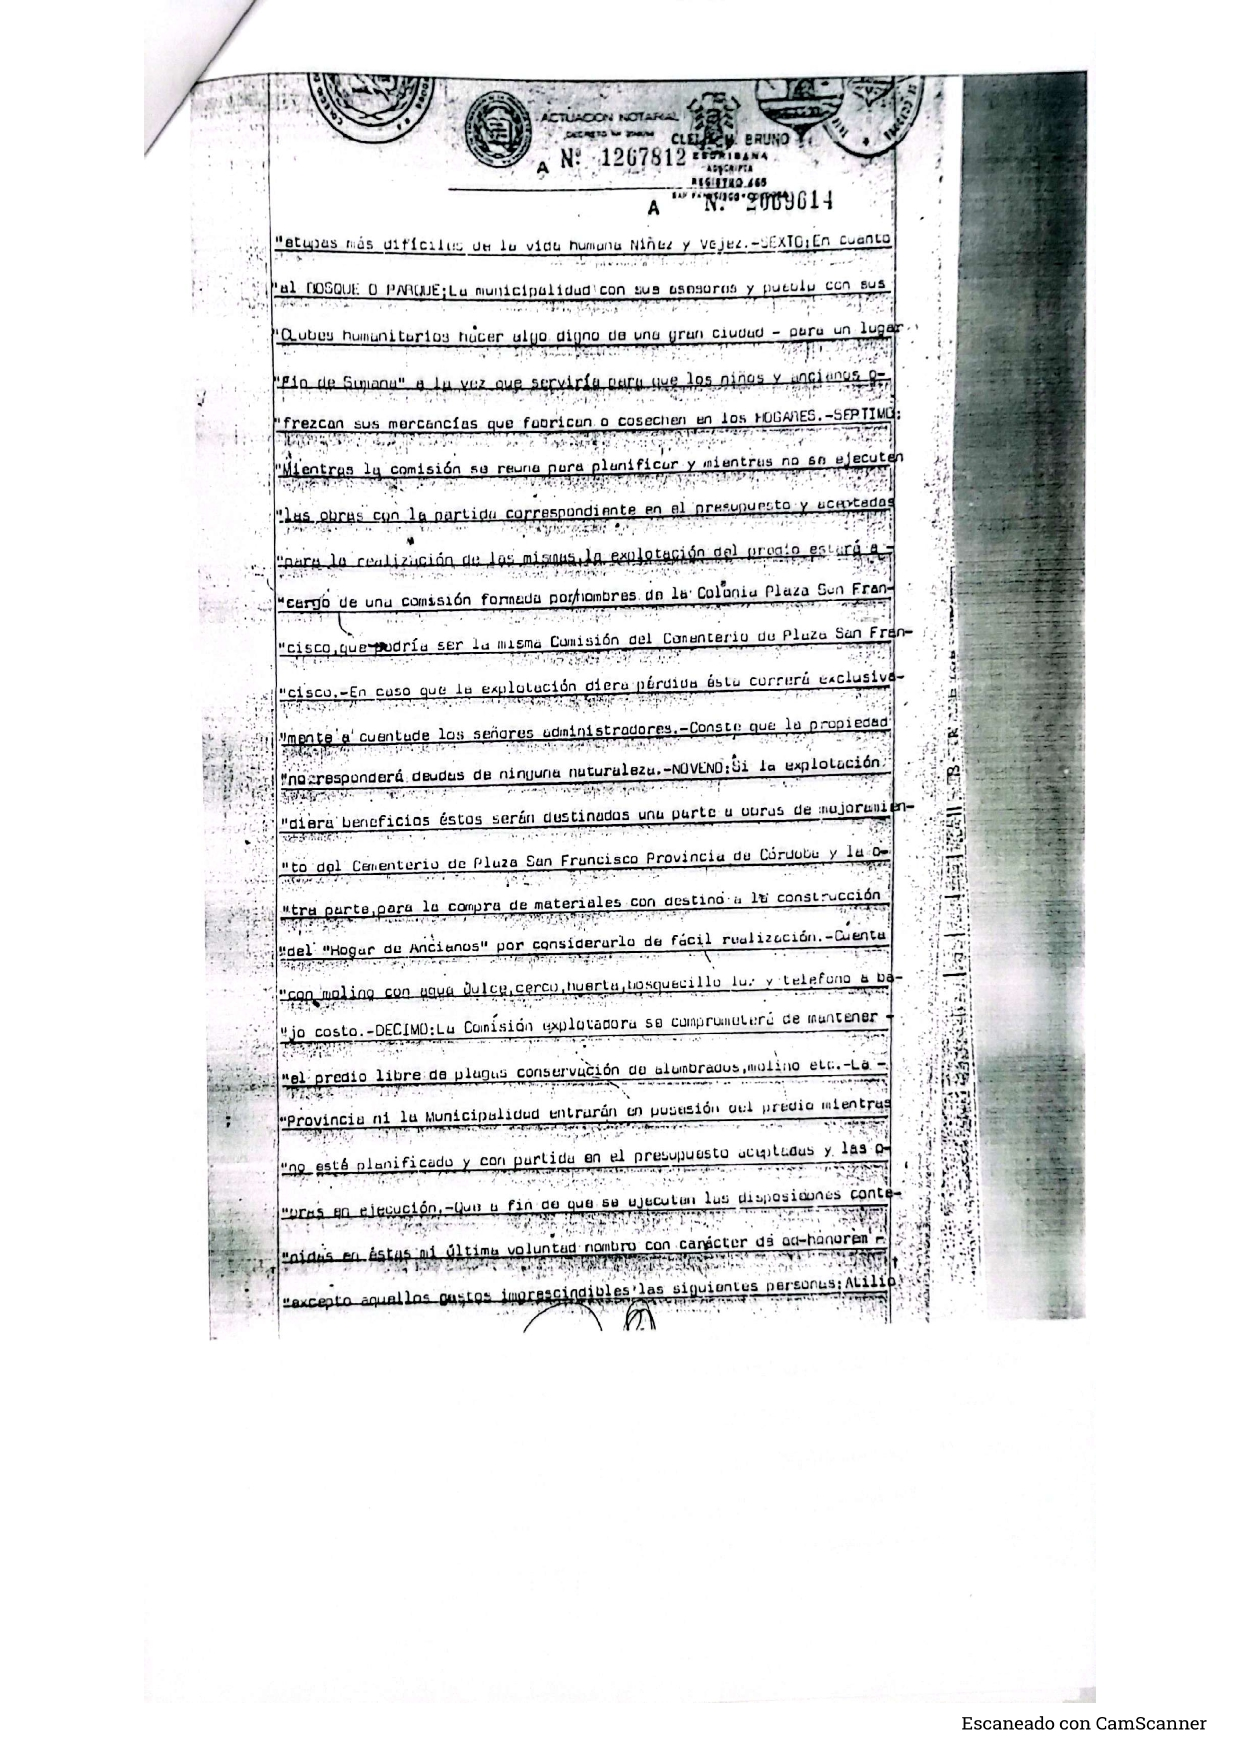 ACTUACION NOTARIAL
BRUNO
A Nº 1267812
ESCRIBANA
ADSCRIPTA
REGISTRO 465
A N. 2069614
"etapas más difíciles de la vida humana Niñez y Vejez.-SEXTO:En cuanto
"al BOSQUE O PARQUE:La municipalidad con sus asesores y pueblo con sus
"Clubes humanitarios hacer algo digno de una gran ciudad - para un lugar
"Fin de Semana" a la vez que serviría para que los niños y ancianos o-
"frezcan sus mercancías que fabrican o cosechen en los HOGARES.-SEPTIMO:
"Mientras la comisión se reuna para planificar y mientras no se ejecuten
"las obras con la partida correspondiente en el presupuesto y aceptadas
"para la realización de las mismas,la explotación del predio estará a -
"cargo de una comisión formada por/hombres de la Colonia Plaza San Fran-
"cisco,que podría ser la misma Comisión del Cementerio de Plaza San Fran-
"cisco.-En caso que la explotación diera pérdida ésta correrá exclusiva-
"mente a cuentade los señores administradores.-Conste que la propiedad
"no responderá deudas de ninguna naturaleza.-NOVENO:Si la explotación
"diera beneficios éstos serán destinados una parte a obras de mejoramien-
"to del Cementerio de Plaza San Francisco Provincia de Córdoba y la o-
"tra parte,para la compra de materiales con destino a la construcción
"del "Hogar de Ancianos" por considerarlo de fácil realización.-Cuenta
"con molino con agua dulce,cerco,huerta,bosquecillo luz y telefono a ba-
"jo costo.-DECIMO:La Comisión explotadora se comprometerá de mantener -
"el predio libre de plagas conservación de alumbrados,molino etc.-La -
"Provincia ni la Municipalidad entrarán en posesión del predio mientras
"no esté planificado y con partida en el presupuesto aceptadas y las o-
"bras en ejecución.-Que a fin de que se ejecuten las disposiciones conte-
"nidas en éstas mi última voluntad nombro con carácter de ad-honorem -
"excepto aquellos gastos imprescindibles las siguientes personas:Atilio
Escaneado con CamScanner